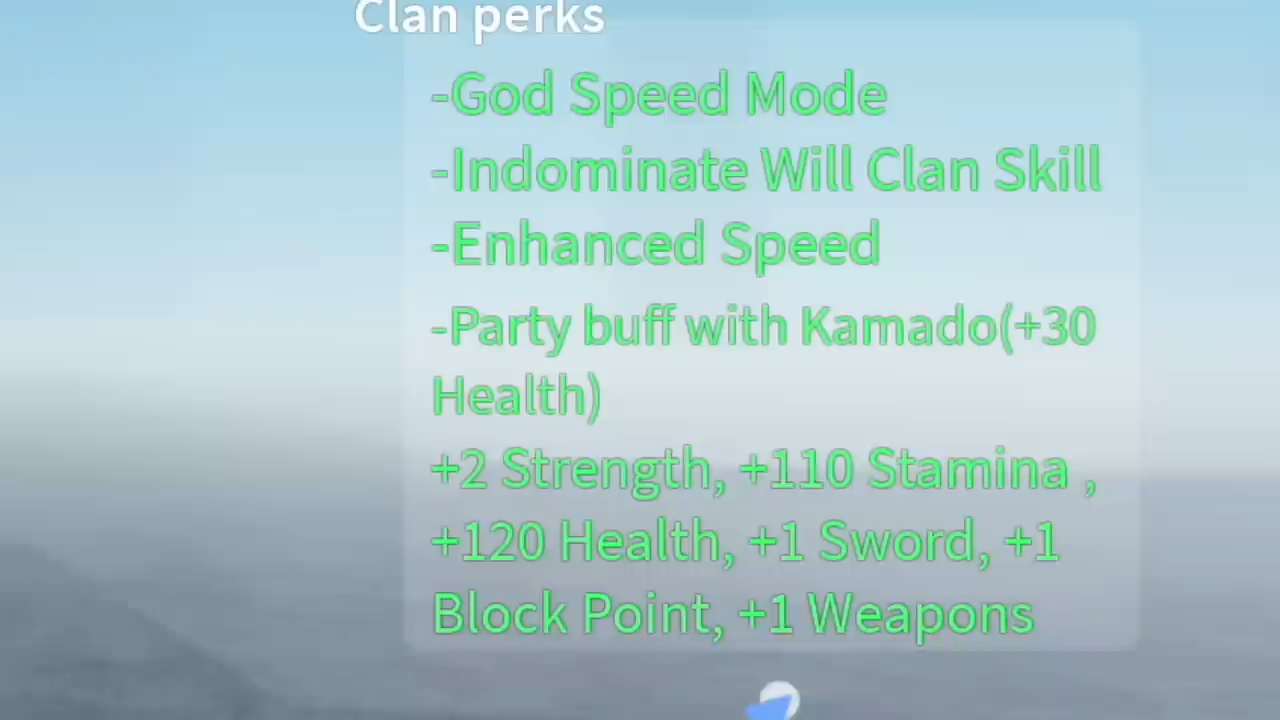 Clan perks
-God Speed Mode
-Indominate Will Clan Skill
-Enhanced Speed
-Party buff with Kamado(+30
Health)
+2 Strength, +110 Stamina ,
+120 Health, +1 Sword, +1
Block Point, +1 Weapons